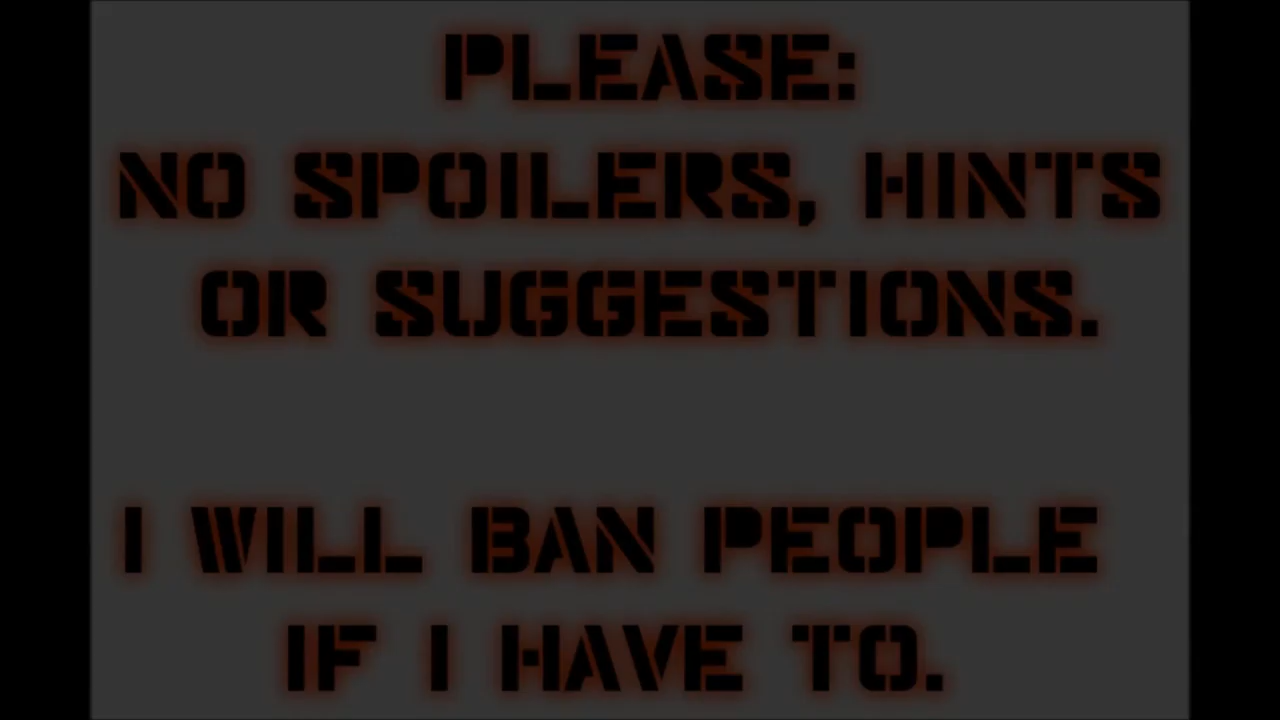 PLEASE:
NO SPOILERS, HINTS
OR SUGGESTIONS.
I WILL BAN PEOPLE
IF I HAVE TO.